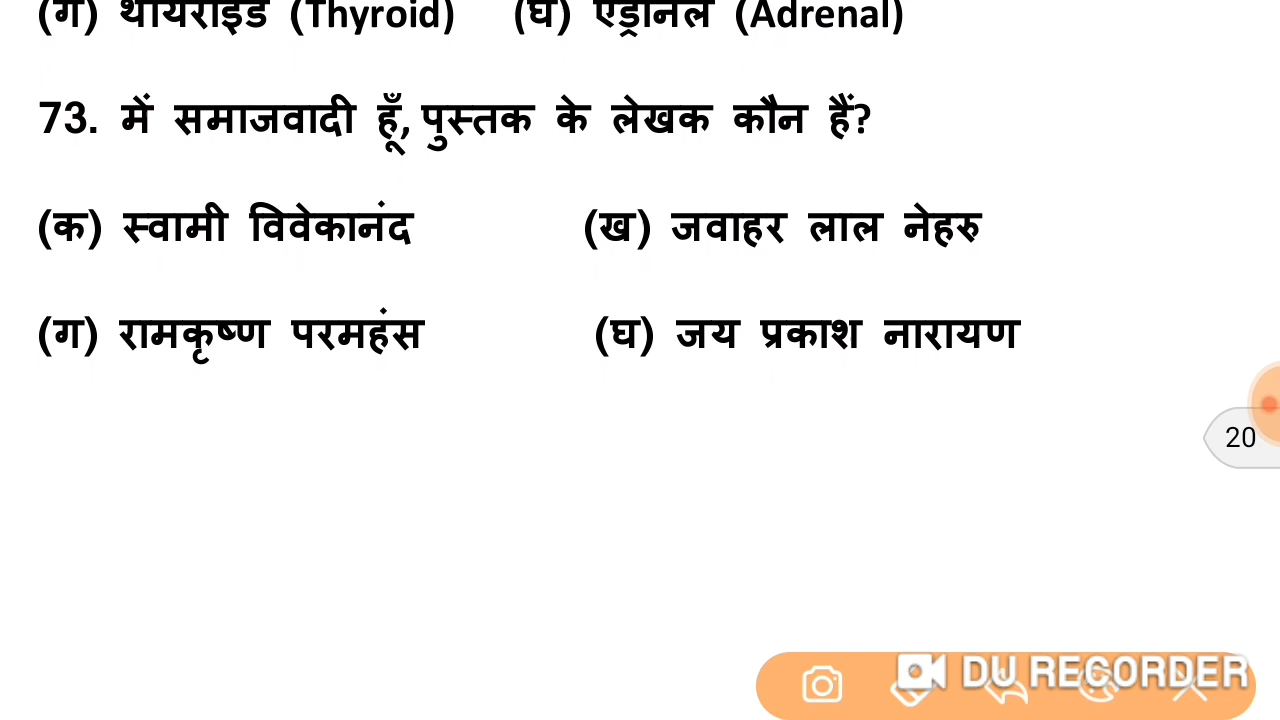 (ग) थायराइड (Thyroid) (घ) एड्रीनल (Adrenal)
73. में समाजवादी हूँ, पुस्तक के लेखक कौन हैं?
(क) स्वामी विवेकानंद (ख) जवाहर लाल नेहरु
(ग) रामकृष्ण परमहंस (घ) जय प्रकाश नारायण
20
DU RECORDER